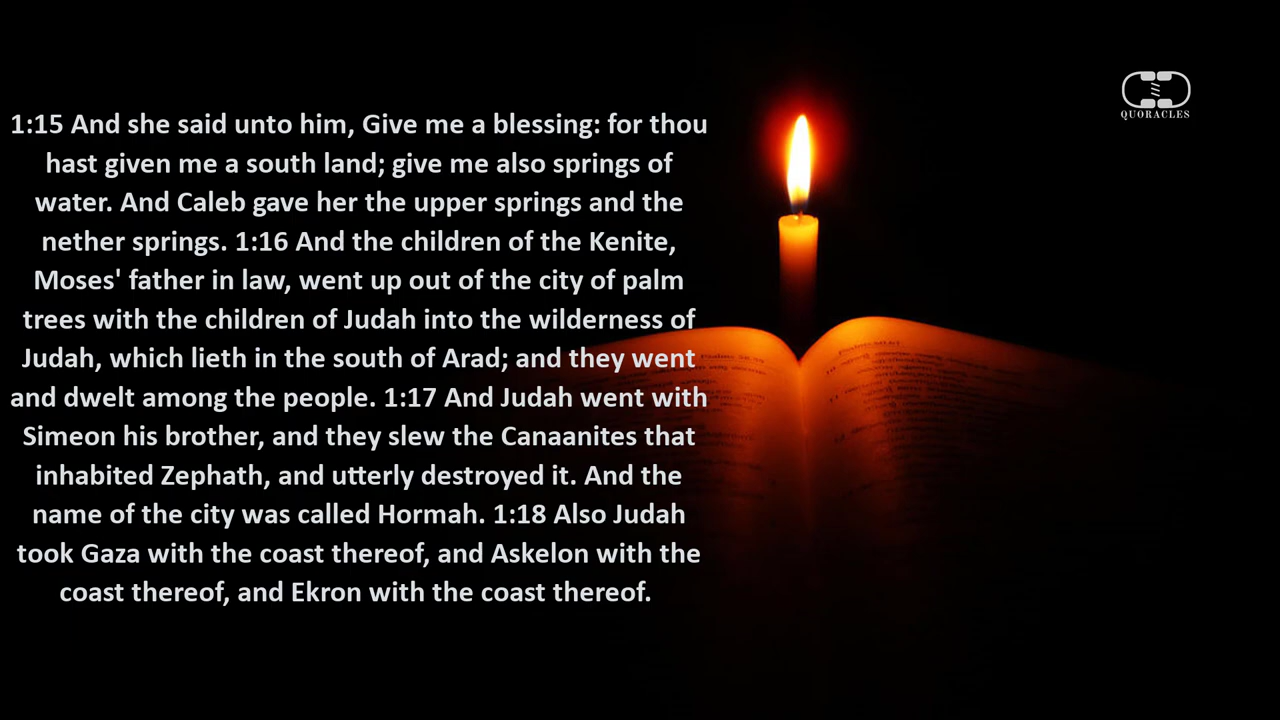 1:15 And she said unto him, Give me a blessing: for thou
hast given me a south land; give me also springs of
water. And Caleb gave her the upper springs and the
nether springs. 1:16 And the children of the Kenite,
Moses' father in law, went up out of the city of palm
trees with the children of Judah into the wilderness of
Judah, which lieth in the south of Arad; and they went
and dwelt among the people. 1:17 And Judah went with
Simeon his brother, and they slew the Canaanites that
inhabited Zephath, and utterly destroyed it. And the
name of the city was called Hormah. 1:18 Also Judah
took Gaza with the coast thereof, and Askelon with the
coast thereof, and Ekron with the coast thereof.
QUORACLES